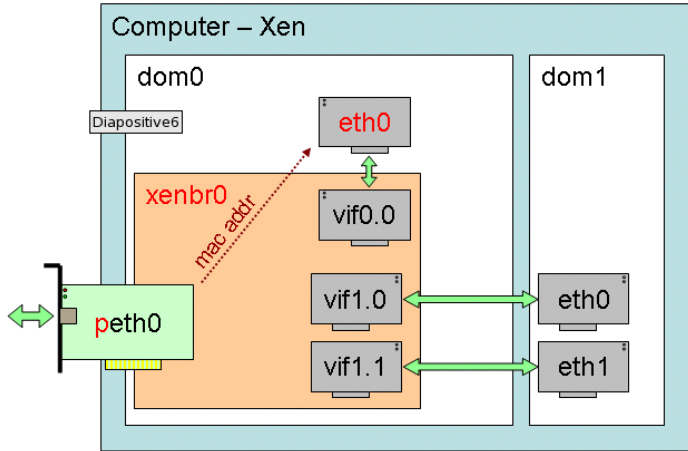 Computer – Xen
dom0
dom1
Diapositive6
eth0
xenbr0
mac addr
vif0.0
peth0
vif1.0
eth0
vif1.1
eth1